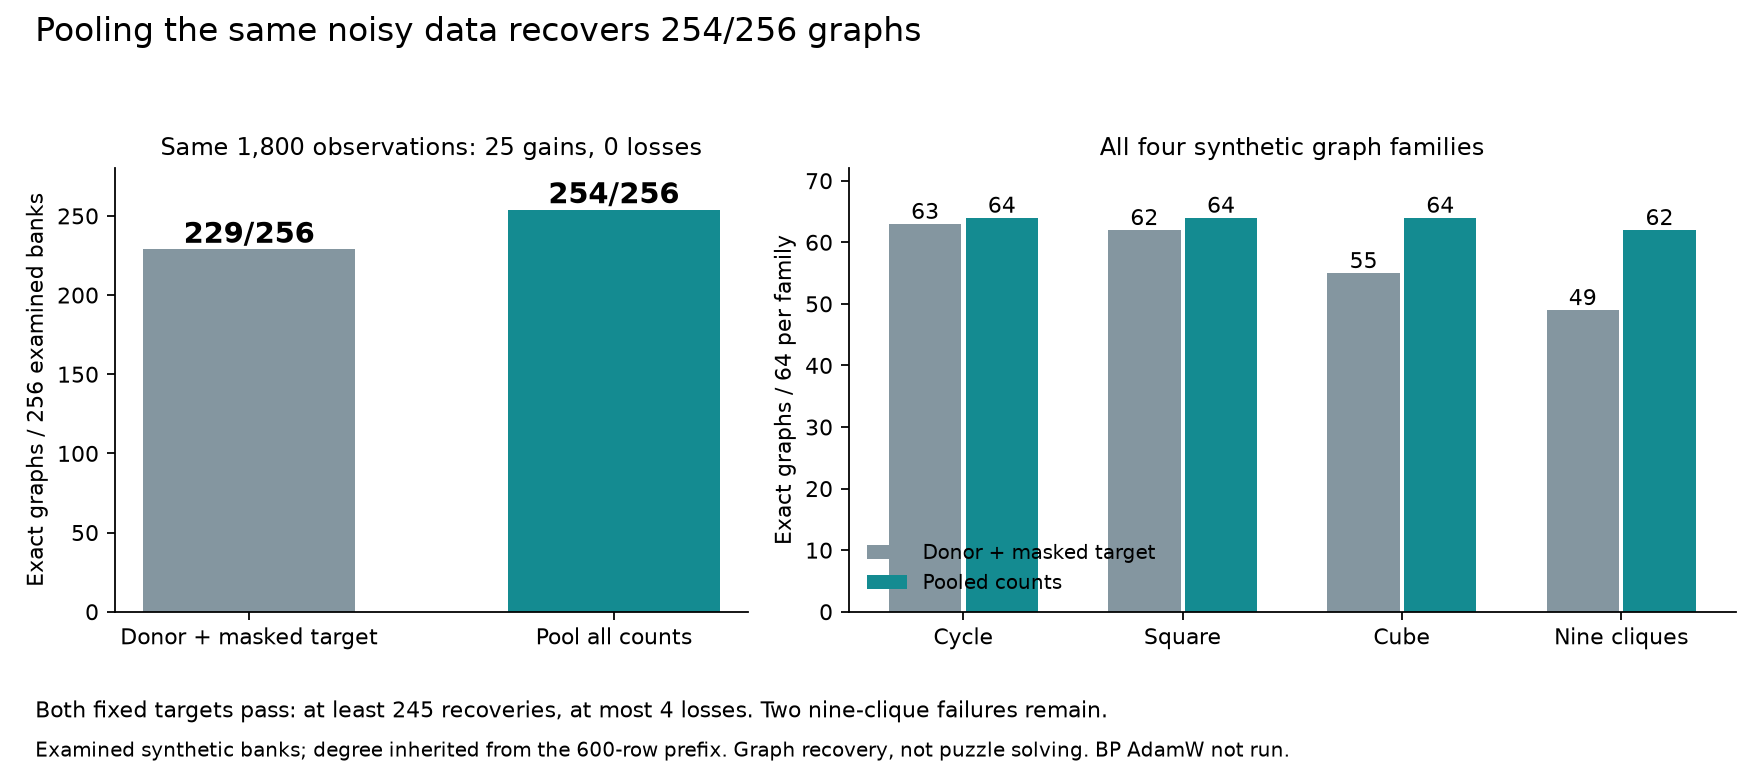 Pooling the same noisy data recovers 254/256 graphs
Same 1,800 observations: 25 gains, 0 losses
Exact graphs / 256 examined banks
250
200
150
100
50
0
229/256
254/256
Donor + masked target
Pool all counts
All four synthetic graph families
Exact graphs / 64 per family
70
60
50
40
30
20
10
0
63
64
62
64
55
64
49
62
Donor + masked target
Pooled counts
Cycle
Square
Cube
Nine cliques
Both fixed targets pass: at least 245 recoveries, at most 4 losses. Two nine-clique failures remain.
Examined synthetic banks; degree inherited from the 600-row prefix. Graph recovery, not puzzle solving. BP AdamW not run.